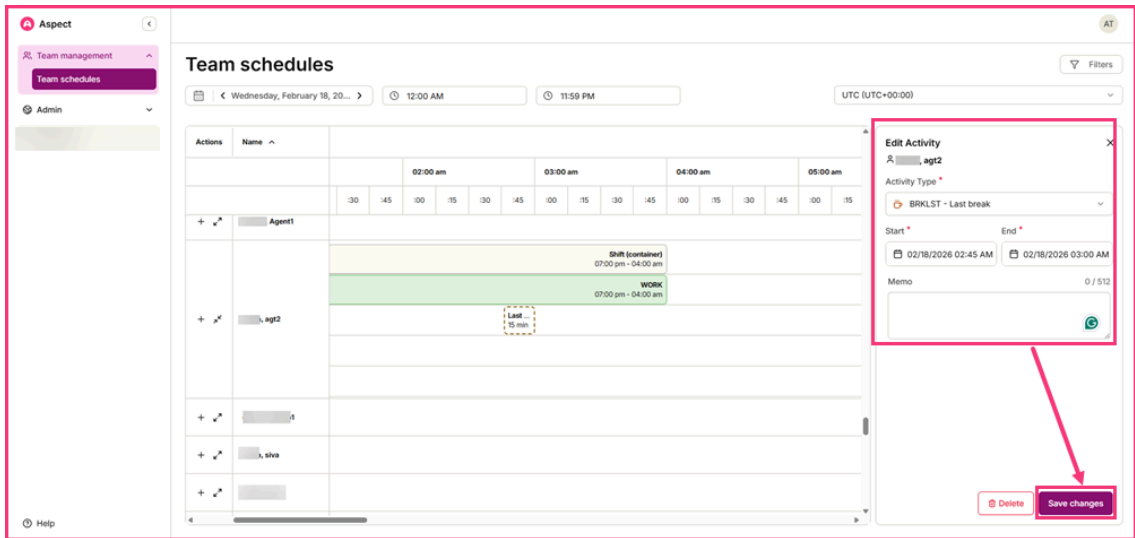 Aspect
AT
Team management
Team schedules
Admin
Help
Team schedules
Filters
Wednesday, February 18, 20...
12:00 AM
11:59 PM
UTC (UTC+00:00)
Actions Name
02:00 am 03:00 am 04:00 am 05:00 am
:30 :45 :00 :15 :30 :45 :00 :15 :30 :45 :00 :15 :30 :45 :00 :15
Agent1
Shift (container)
07:00 pm - 04:00 am
WORK
07:00 pm - 04:00 am
, agt2
Last ...
15 min
, siva
Edit Activity
, agt2
Activity Type *
BRKLST - Last break
Start * End *
02/18/2026 02:45 AM 02/18/2026 03:00 AM
Memo 0 / 512
Delete
Save changes